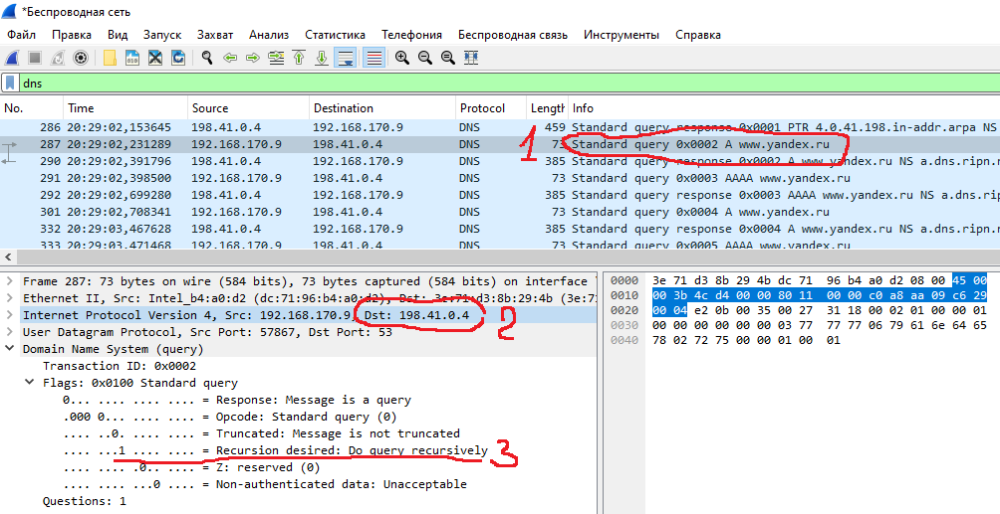 *Беспроводная сеть
Файл Правка Вид Запуск Захват Анализ Статистика Телефония Беспроводная связь Инструменты Справка
dns
No. Time Source Destination Protocol Length Info
286 20:29:02,153645 198.41.0.4 192.168.170.9 DNS 459 Standard query response 0x0001 PTR 4.0.41.198.in-addr.arpa NS
287 20:29:02,231289 192.168.170.9 198.41.0.4 DNS 73 Standard query 0x0002 A www.yandex.ru
1
290 20:29:02,391796 198.41.0.4 192.168.170.9 DNS 385 Standard query response 0x0002 A www.yandex.ru NS a.dns.ripn.n
291 20:29:02,398500 192.168.170.9 198.41.0.4 DNS 73 Standard query 0x0003 AAAA www.yandex.ru
292 20:29:02,699280 198.41.0.4 192.168.170.9 DNS 385 Standard query response 0x0003 AAAA www.yandex.ru NS a.dns
301 20:29:02,708341 192.168.170.9 198.41.0.4 DNS 73 Standard query 0x0004 A www.yandex.ru
332 20:29:03,467628 198.41.0.4 192.168.170.9 DNS 385 Standard query response 0x0004 A www.yandex.ru NS a.dns.ripn.n
333 20:29:03,471468 192.168.170.9 198.41.0.4 DNS 73 Standard query 0x0005 AAAA www.yandex.ru
Frame 287: 73 bytes on wire (584 bits), 73 bytes captured (584 bits) on interface
Ethernet II, Src: Intel_b4:a0:d2 (dc:71:96:b4:a0:d2), Dst: 3e:71:d3:8b:29:4b (3e:71
Internet Protocol Version 4, Src: 192.168.170.9, Dst: 198.41.0.4
2
User Datagram Protocol, Src Port: 57867, Dst Port: 53
Domain Name System (query)
Transaction ID: 0x0002
Flags: 0x0100 Standard query
0... .... .... .... = Response: Message is a query
.000 0... .... .... = Opcode: Standard query (0)
.... ..0. .... .... = Truncated: Message is not truncated
.... ...1 .... .... = Recursion desired: Do query recursively
3
.... .... .0.. .... = Z: reserved (0)
.... .... ...0 .... = Non-authenticated data: Unacceptable
Questions: 1
0000 3e 71 d3 8b 29 4b dc 71 96 b4 a0 d2 08 00 45 00
0010 00 3b 4c d4 00 00 80 11 00 00 c0 a8 aa 09 c6 29
0020 00 04 e2 0b 00 35 00 27 31 18 00 02 01 00 00 01
0030 00 00 00 00 00 00 03 77 77 77 06 79 61 6e 64 65
0040 78 02 72 75 00 00 01 00 01